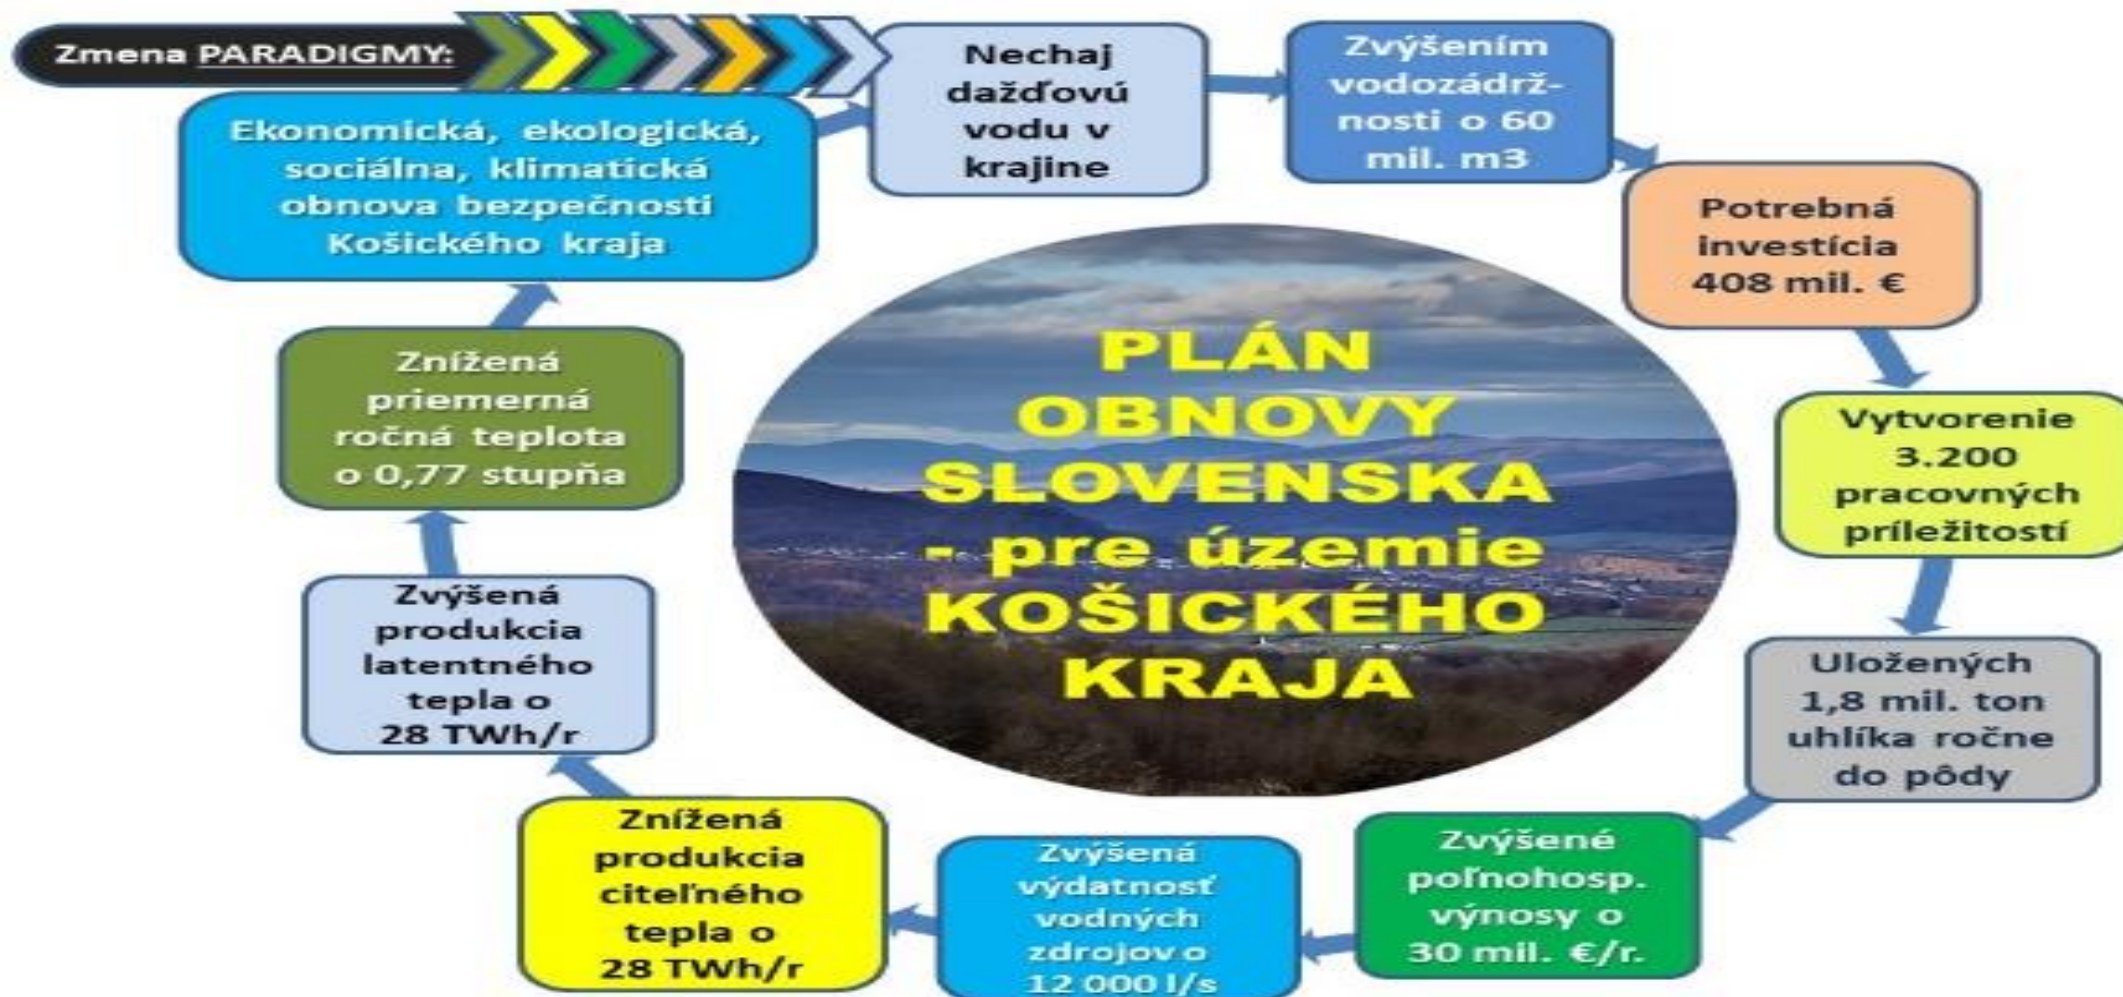 Zmena PARADIGMY:
Nechaj
dažďovú
vodu v
krajine
Zvýšením
vodozádrž-
nosti o 60
mil. m3
Potrebná
investícia
408 mil. €
Vytvorenie
3.200
pracovných
príležitostí
Uložených
1,8 mil. ton
uhlíka ročne
do pôdy
Zvýšené
poľnohosp.
výnosy o
30 mil. €/r.
Zvýšená
výdatnosť
vodných
zdrojov o
12 000 l/s
Znížená
produkcia
citeľného
tepla o
28 TWh/r
Zvýšená
produkcia
latentného
tepla o
28 TWh/r
Znížená
priemerná
ročná teplota
o 0,77 stupňa
Ekonomická, ekologická,
sociálna, klimatická
obnova bezpečnosti
Košického kraja
PLÁN
OBNOVY
SLOVENSKA
- pre územie
KOŠICKÉHO
KRAJA